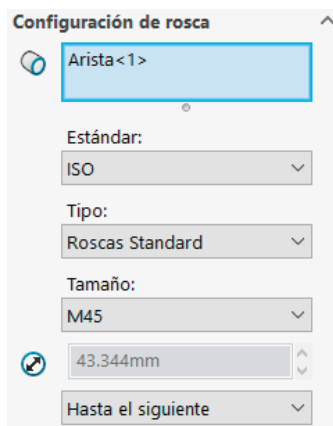 Configuración de rosca
Arista<1>
Estándar:
ISO
Tipo:
Roscas Standard
Tamaño:
M45
43.344mm
Hasta el siguiente